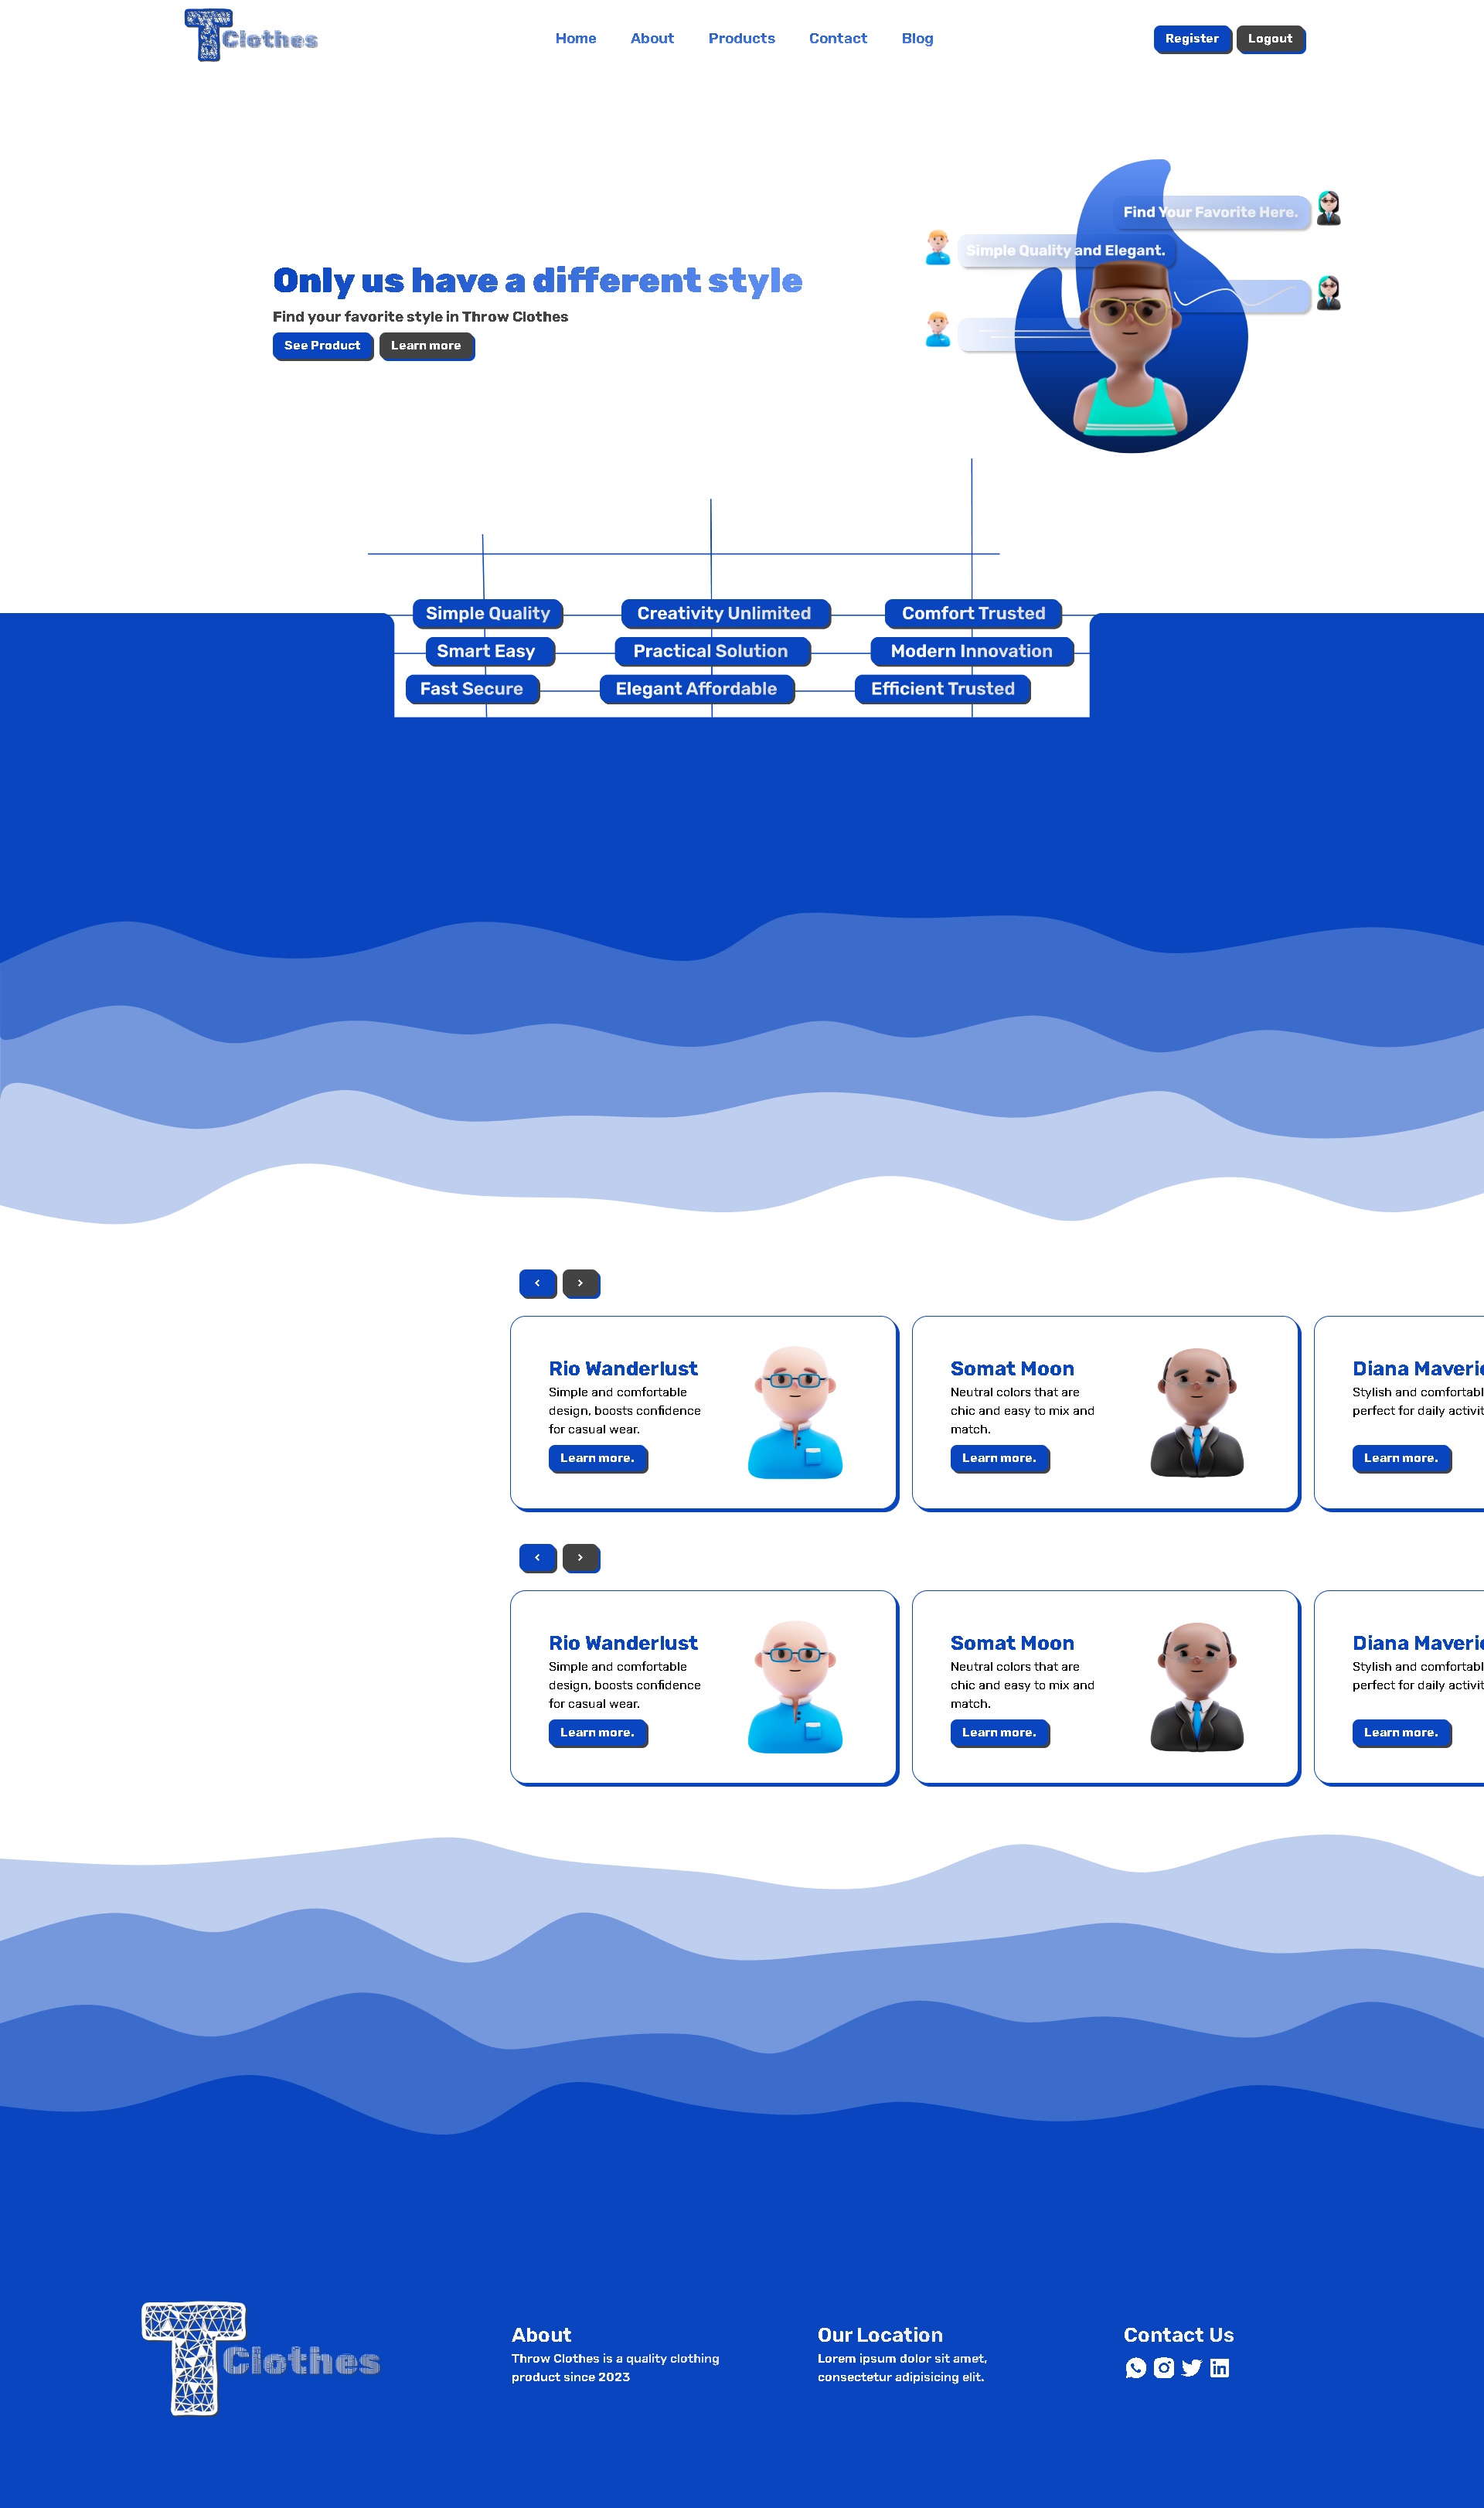 T Clothes
Home About Products Contact Blog
Register Logout
Find Your Favorite Here.
Simple Quality and Elegant.
Only us have a different style
Find your favorite style in Throw Clothes
See Product Learn more
Simple Quality Creativity Unlimited Comfort Trusted
Smart Easy Practical Solution Modern Innovation
Fast Secure Elegant Affordable Efficient Trusted
Rio Wanderlust
Simple and comfortable
design, boosts confidence
for casual wear.
Learn more.
Somat Moon
Neutral colors that are
chic and easy to mix and
match.
Learn more.
Diana Maveric
Stylish and comfortabl
perfect for daily activit
Learn more.
Rio Wanderlust
Simple and comfortable
design, boosts confidence
for casual wear.
Learn more.
Somat Moon
Neutral colors that are
chic and easy to mix and
match.
Learn more.
Diana Maveric
Stylish and comfortabl
perfect for daily activit
Learn more.
T Clothes
About
Throw Clothes is a quality clothing
product since 2023
Our Location
Lorem ipsum dolor sit amet,
consectetur adipisicing elit.
Contact Us